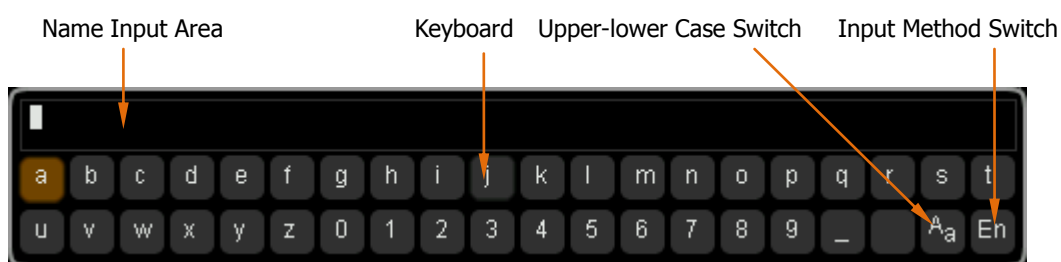 Name Input Area Keyboard Upper-lower Case Switch Input Method Switch
a b c d e f g h i j k l m n o p q r s t
u v w x y z 0 1 2 3 4 5 6 7 8 9 _ Aa En